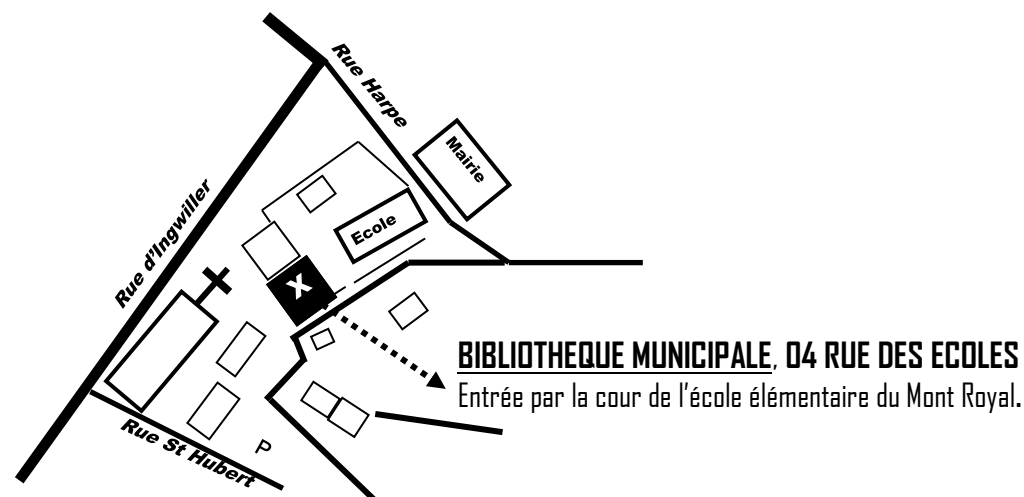 Rue Harpe
Mairie
Rue d'Ingwiller
Ecole
X
BIBLIOTHEQUE MUNICIPALE, 04 RUE DES ECOLES
Entrée par la cour de l'école élémentaire du Mont Royal.
Rue St Hubert
P